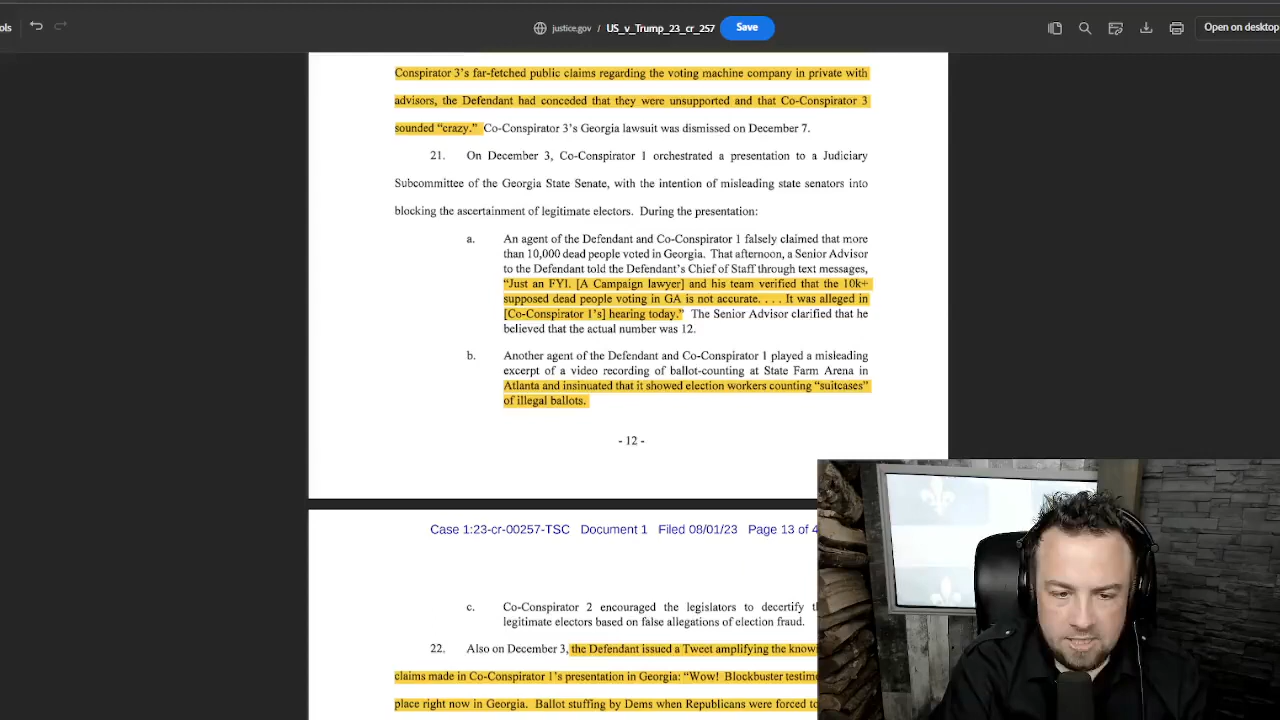 ols
justice.gov / US_v_Trump_23_cr_257 Save Open on desktop
Conspirator 3's far-fetched public claims regarding the voting machine company in private with
advisors, the Defendant had conceded that they were unsupported and that Co-Conspirator 3
sounded “crazy.” Co-Conspirator 3's Georgia lawsuit was dismissed on December 7.
21. On December 3, Co-Conspirator 1 orchestrated a presentation to a Judiciary
Subcommittee of the Georgia State Senate, with the intention of misleading state senators into
blocking the ascertainment of legitimate electors. During the presentation:
a. An agent of the Defendant and Co-Conspirator 1 falsely claimed that more
than 10,000 dead people voted in Georgia. That afternoon, a Senior Advisor
to the Defendant told the Defendant's Chief of Staff through text messages,
“Just an FYI. [A Campaign lawyer] and his team verified that the 10k+
supposed dead people voting in GA is not accurate. . . . It was alleged in
[Co-Conspirator 1's] hearing today.” The Senior Advisor clarified that he
believed that the actual number was 12.
b. Another agent of the Defendant and Co-Conspirator 1 played a misleading
excerpt of a video recording of ballot-counting at State Farm Arena in
Atlanta and insinuated that it showed election workers counting “suitcases”
of illegal ballots.
- 12 -
Case 1:23-cr-00257-TSC Document 1 Filed 08/01/23 Page 13 of 4
c. Co-Conspirator 2 encouraged the legislators to decertify
legitimate electors based on false allegations of election fraud.
22. Also on December 3, the Defendant issued a Tweet amplifying the
claims made in Co-Conspirator 1's presentation in Georgia: “Wow! Blockbuster
place right now in Georgia. Ballot stuffing by Dems when Republicans were forced